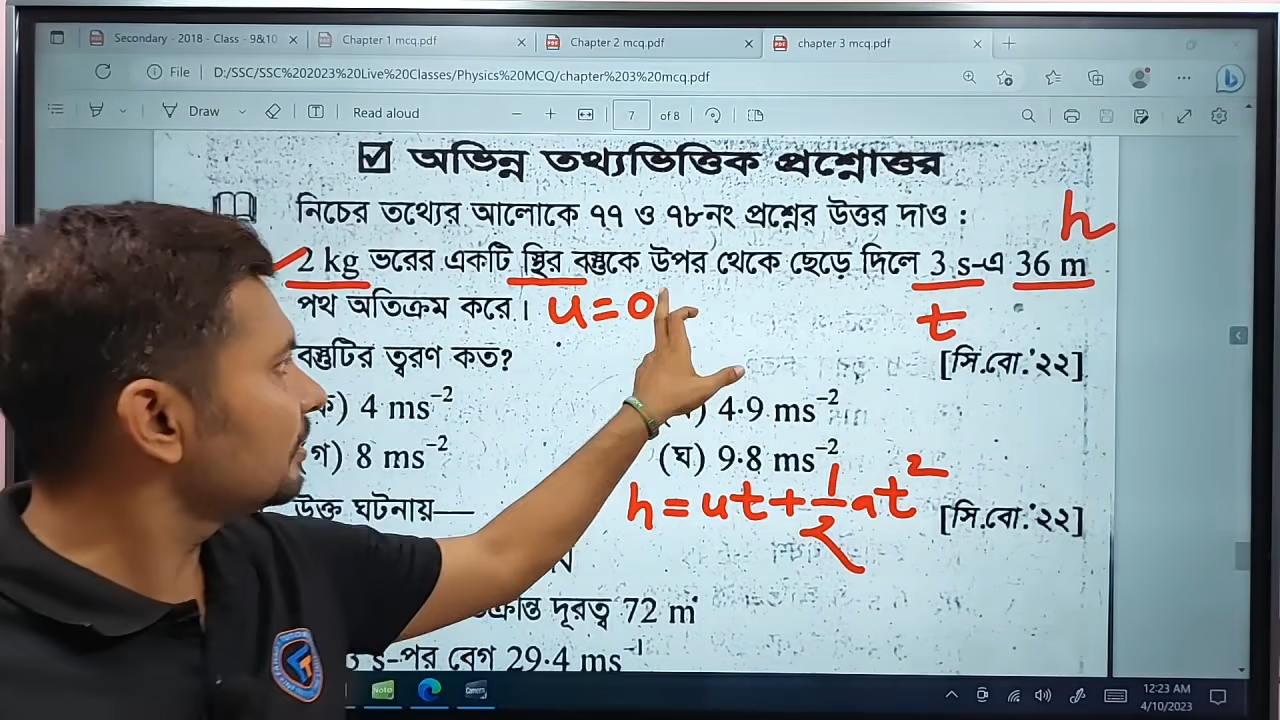 Secondary - 2018 - Class - 9&10
Chapter 1 mcq.pdf
Chapter 2 mcq.pdf
chapter 3 mcq.pdf
File
D:/SSC/SSC%202023%20Live%20Classes/Physics%20MCQ/chapter%203%20mcq.pdf
Draw
Read aloud
7 of 8
অভিন্ন তথ্যভিত্তিক প্রশ্নোত্তর
নিচের তথ্যের আলোকে ৭৭ ও ৭৮নং প্রশ্নের উত্তর দাও :
h
2 kg ভরের একটি স্থির বস্তুকে উপর থেকে ছেড়ে দিলে 3 s-এ 36 m
পথ অতিক্রম করে।
u = 0
t
বস্তুটির ত্বরণ কত? [সি.বো.'২২]
4 ms⁻² 4·9 ms⁻²
গ) 8 ms⁻² (ঘ) 9·8 ms⁻²
h = ut + 1/2 at²
উক্ত ঘটনায়— [সি.বো.'২২]
দূরত্ব 72 m
s-পর বেগ 29·4 ms⁻¹
12:23 AM
4/10/2023